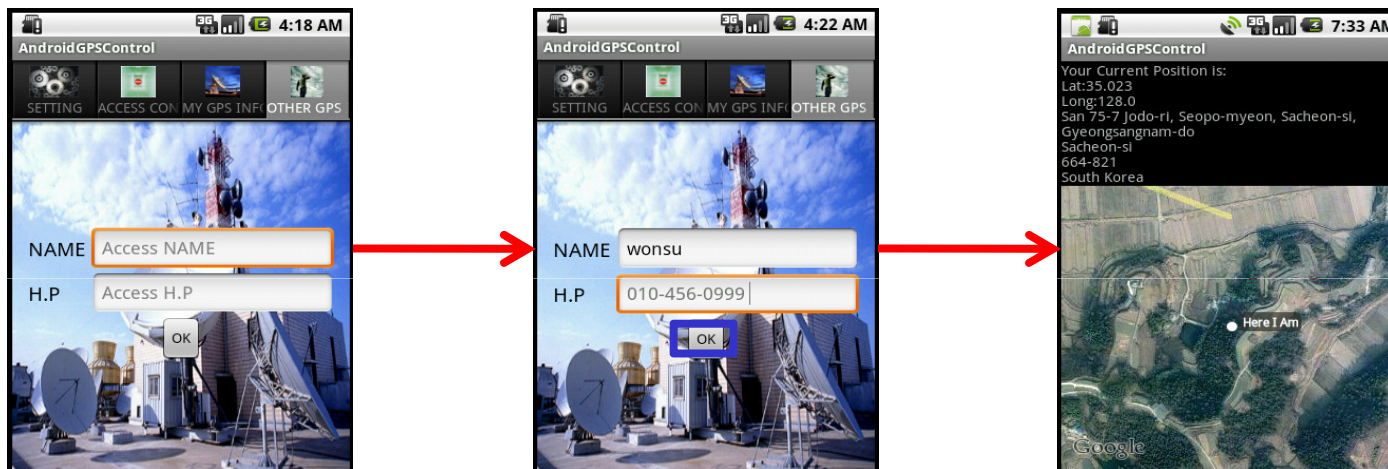 3G 4:18 AM
AndroidGPSControl
SETTING ACCESS CON MY GPS INFO OTHER GPS
NAME Access NAME
H.P Access H.P
OK
3G 4:22 AM
AndroidGPSControl
SETTING ACCESS CON MY GPS INFO OTHER GPS
NAME wonsu
H.P 010-456-0999
OK
3G 7:33 AM
AndroidGPSControl
Your Current Position is:
Lat:35.023
Long:128.0
San 75-7 Jodo-ri, Seopo-myeon, Sacheon-si,
Gyeongsangnam-do
Sacheon-si
664-821
South Korea
Here I Am
Google